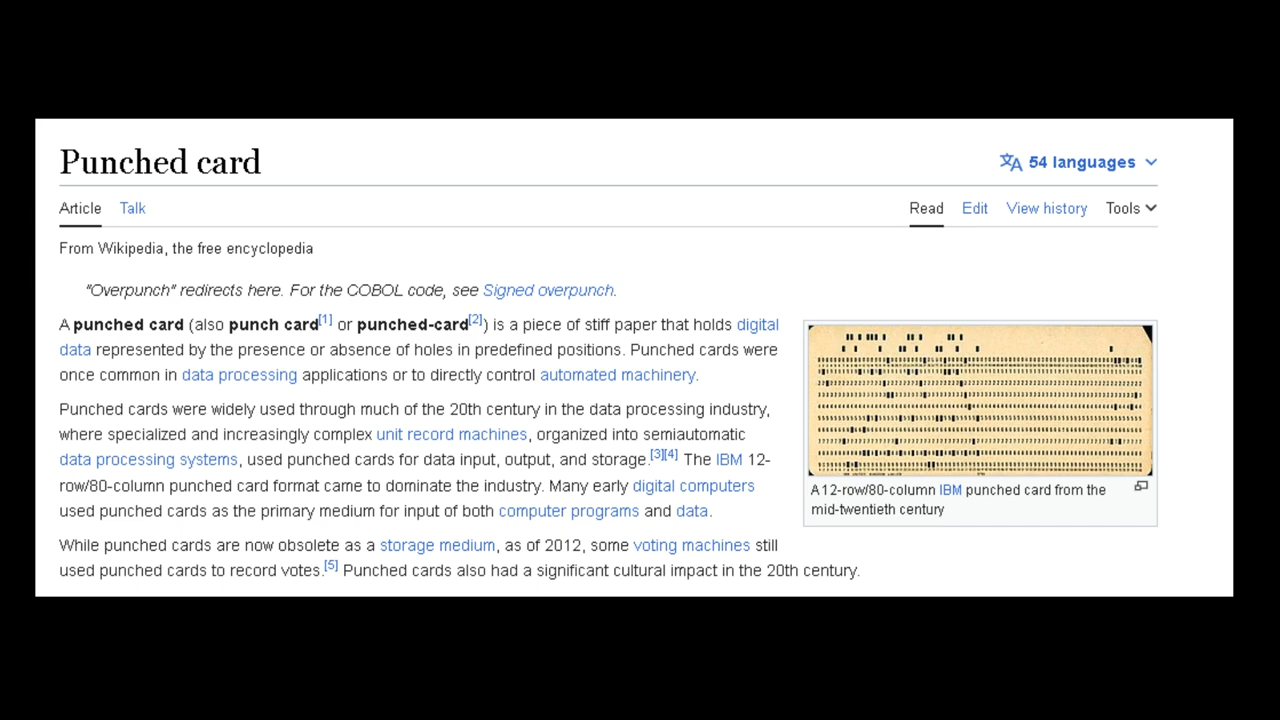 Punched card
54 languages
Article Talk
Read Edit View history Tools
From Wikipedia, the free encyclopedia
"Overpunch" redirects here. For the COBOL code, see Signed overpunch.
A punched card (also punch card[1] or punched-card[2]) is a piece of stiff paper that holds digital
data represented by the presence or absence of holes in predefined positions. Punched cards were
once common in data processing applications or to directly control automated machinery.
Punched cards were widely used through much of the 20th century in the data processing industry,
where specialized and increasingly complex unit record machines, organized into semiautomatic
data processing systems, used punched cards for data input, output, and storage.[3][4] The IBM 12-
row/80-column punched card format came to dominate the industry. Many early digital computers
used punched cards as the primary medium for input of both computer programs and data.
While punched cards are now obsolete as a storage medium, as of 2012, some voting machines still
used punched cards to record votes.[5] Punched cards also had a significant cultural impact in the 20th century.
A 12-row/80-column IBM punched card from the
mid-twentieth century